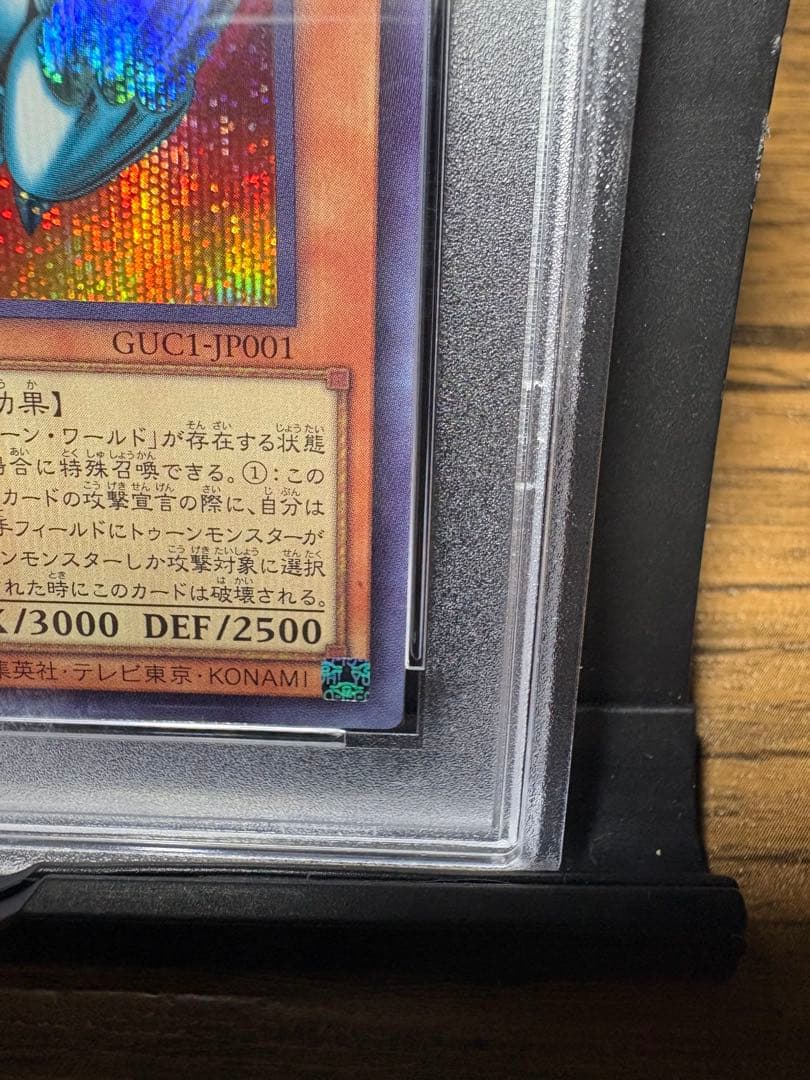 GUC1-JP001
効果】
ーン・ワールド」が存在する状態
場合に特殊召喚できる。①:この
カードの攻撃宣言の際に、自分は
手フィールドにトゥーンモンスターが
ンモンスターしか攻撃対象に選択
された時にこのカードは破壊される。
K/3000 DEF/2500
集英社・テレビ東京・KONAMI